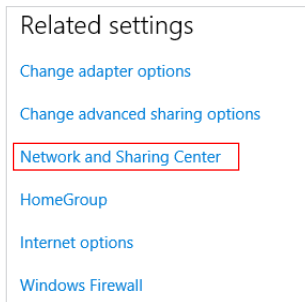 Related settings
Change adapter options
Change advanced sharing options
Network and Sharing Center
HomeGroup
Internet options
Windows Firewall